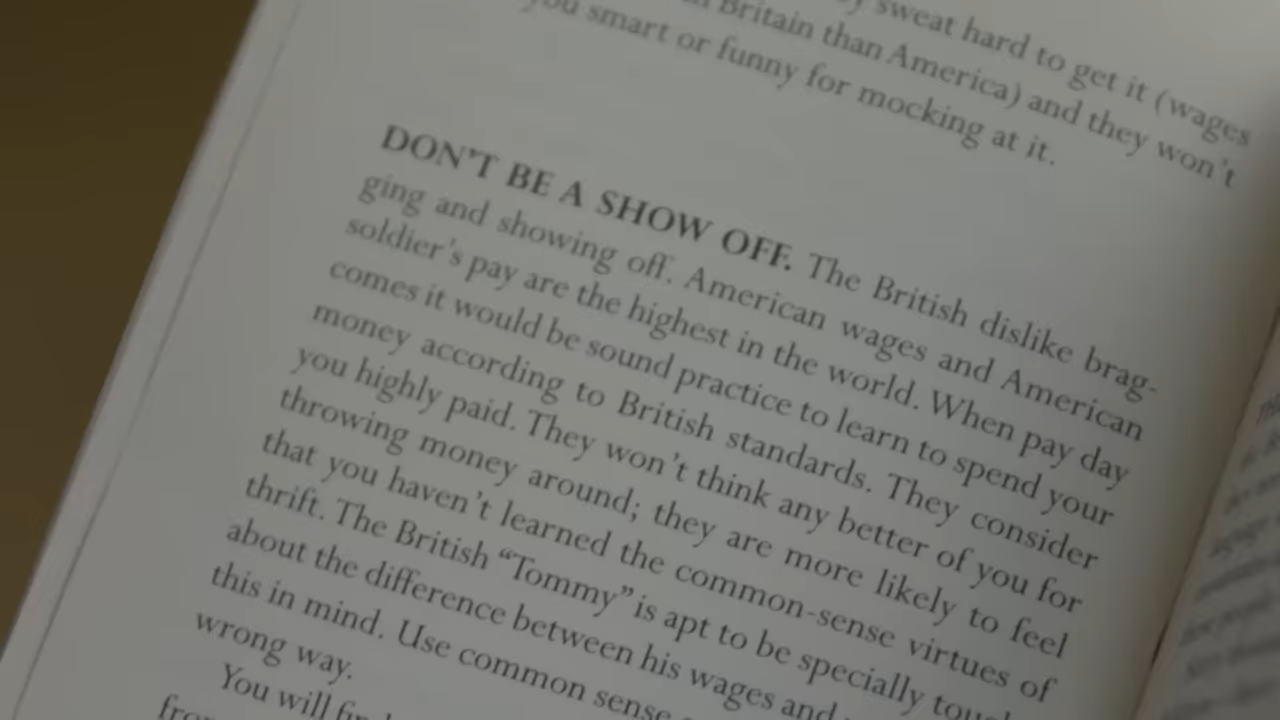 sweat hard to get it (wages
Britain than America) and they won't
you smart or funny for mocking at it.
DON'T BE A SHOW OFF. The British dislike brag-
ging and showing off. American wages and American
soldier's pay are the highest in the world. When pay day
comes it would be sound practice to learn to spend your
money according to British standards. They consider
you highly paid. They won't think any better of you for
throwing money around; they are more likely to feel
that you haven't learned the common-sense virtues of
thrift. The British “Tommy” is apt to be specially
about the difference between his wages and
this in mind. Use common sense
wrong way.
You will